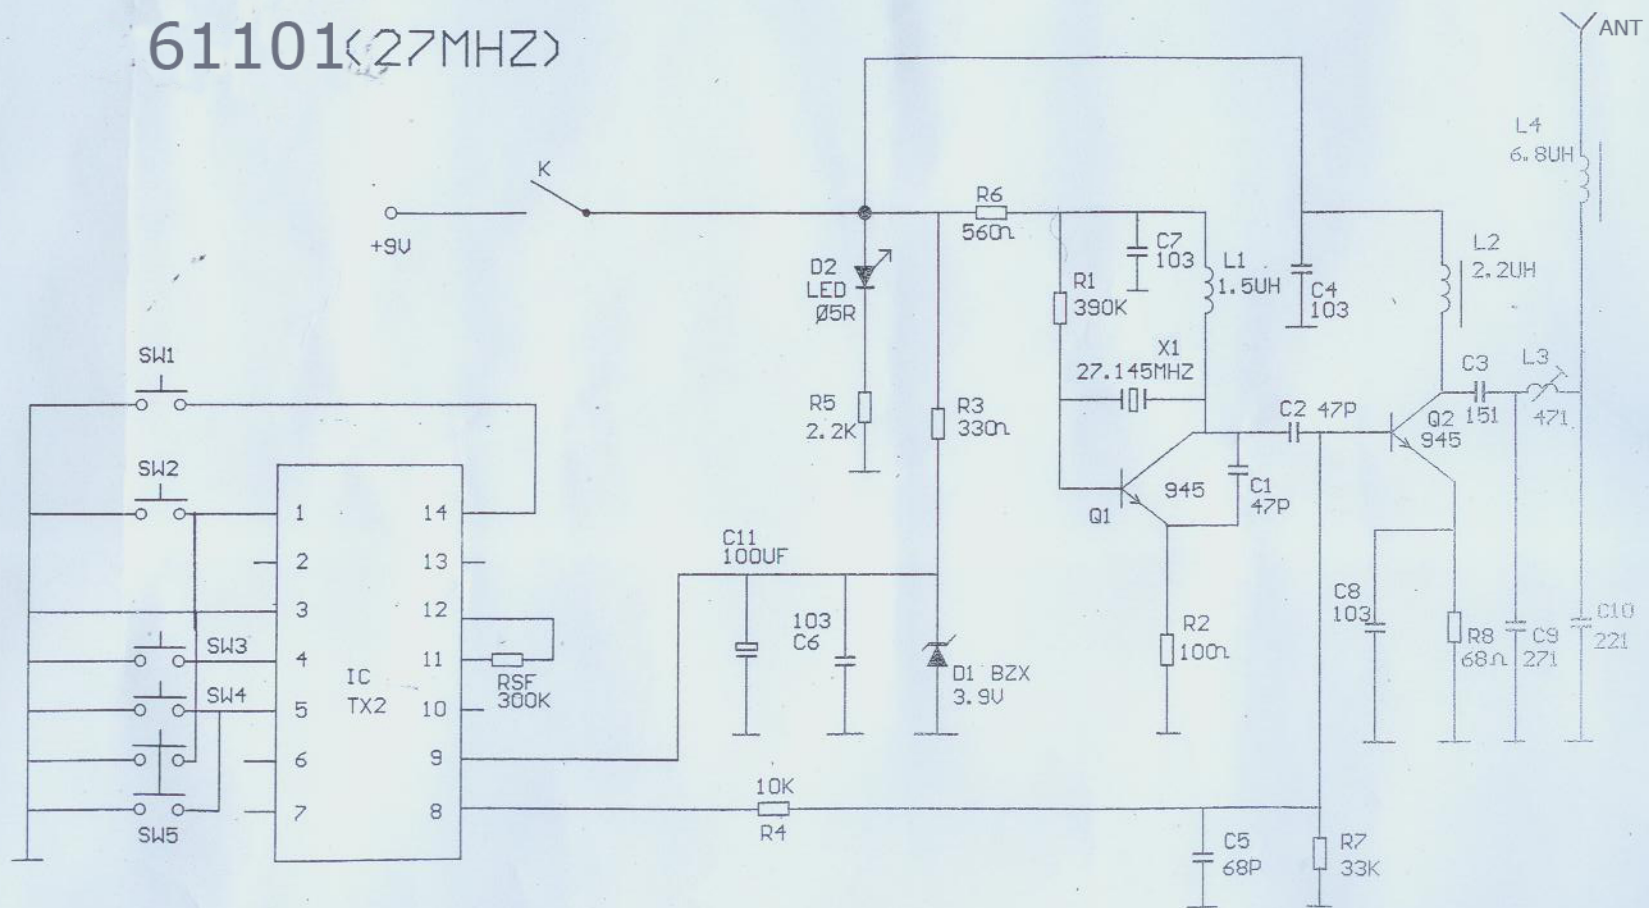 61101(27MHZ)
ANT
L4
6.8UH
K
+9V
R6
560Ω
C7
103
L1
1.5UH
L2
2.2UH
D2
LED
Ø5R
R1
390K
C4
103
SW1
X1
27.145MHZ
C3
151
L3
471
R5
2.2K
R3
330Ω
C2 47P
Q2
945
SW2
945
Q1
C1
47P
1
14
C11
100UF
2
13
3
12
103
C6
R2
100Ω
C8
103
R8
68Ω
C9
271
C10
221
SW3
4
11
RSF
300K
IC
TX2
D1 BZX
3.9V
SW4
5
10
6
9
7
8
10K
R4
SW5
C5
68P
R7
33K